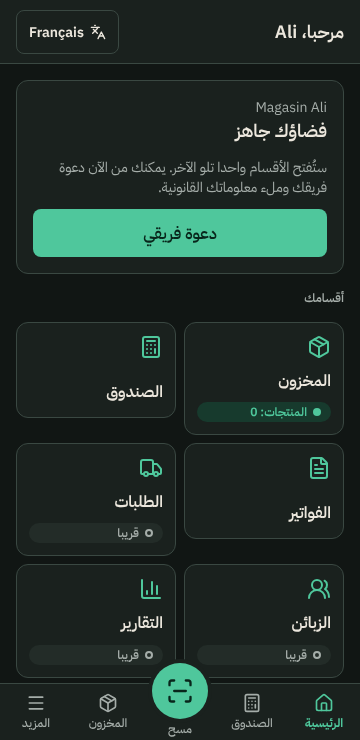 مرحبا، Ali
Français
Magasin Ali
فضاؤك جاهز
ستُفتح الأقسام واحدا تلو الآخر. يمكنك من الآن دعوة
فريقك وملء معلوماتك القانونية.
دعوة فريقي
أقسامك
المخزون
المنتجات: 0
الصندوق
الفواتير
الطلبات
قريبا
الزبائن
قريبا
التقارير
قريبا
الرئيسية
الصندوق
مسح
المخزون
المزيد